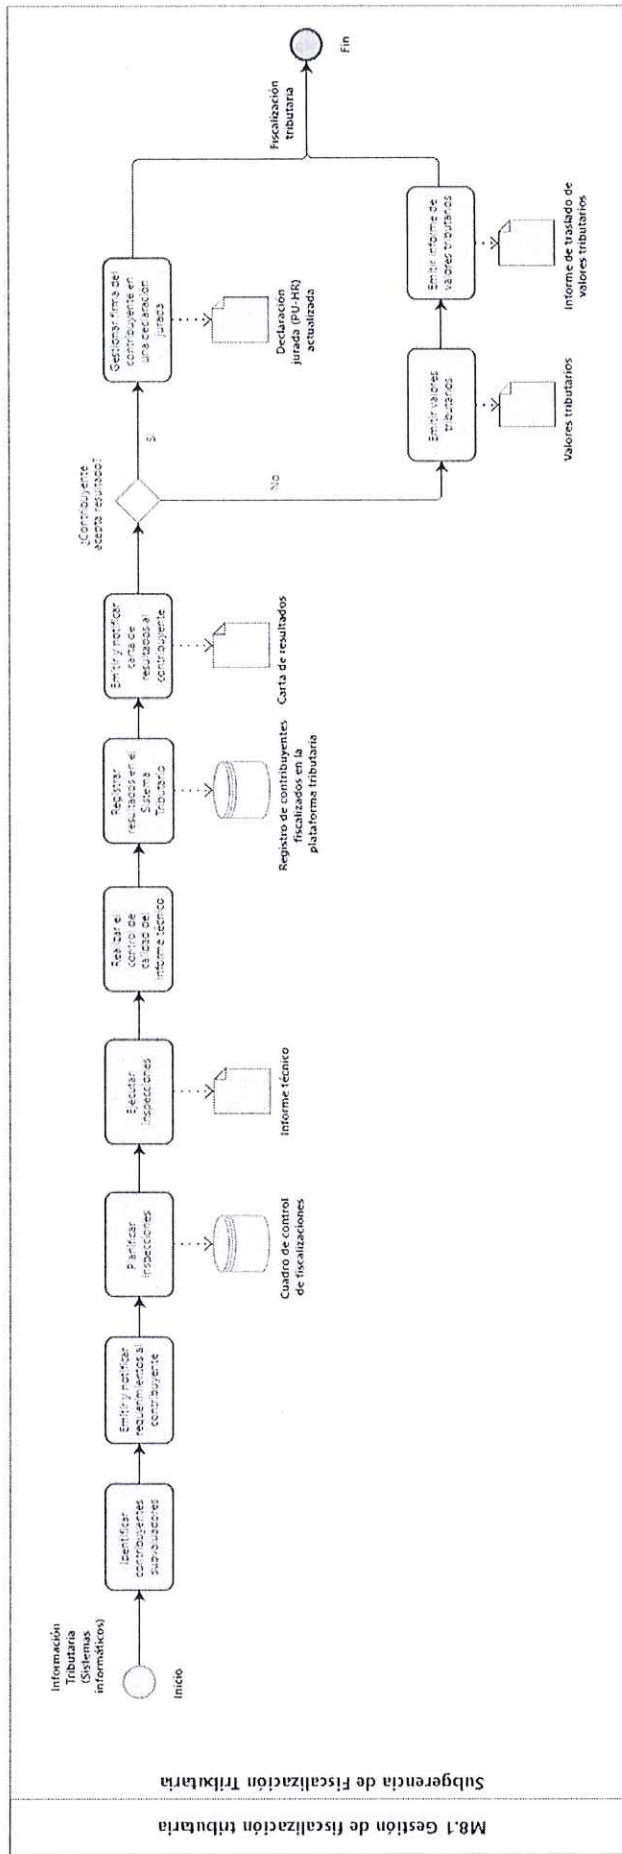 M8.1 Gestión de fiscalización tributaria
Subgerencia de Fiscalización Tributaria
Información
Tributaria
(Sistemas
informáticos)
Inicio
Identificar
contribuyentes
subvaluadores
Emitir y notificar
requerimientos al
contribuyente
Planificar
inspecciones
Cuadro de control
de fiscalizaciones
Ejecutar
inspecciones
Informe técnico
Realizar el
control de
calidad del
informe técnico
Registrar
resultados en el
Sistema
Tributario
Registro de contribuyentes
fiscalizados en la
plataforma tributaria
Emitir y notificar
carta de
resultados al
contribuyente
Carta de resultados
¿Contribuyente
acepta resultado?
Si
No
Gestionar firma del
contribuyente en
una declaración
jurada
Declaración
jurada (PU-HR)
actualizada
Emitir valores
tributarios
Valores tributarios
Emitir informe de
valores tributarios
Informe de traslado de
valores tributarios
Fiscalización
tributaria
Fin